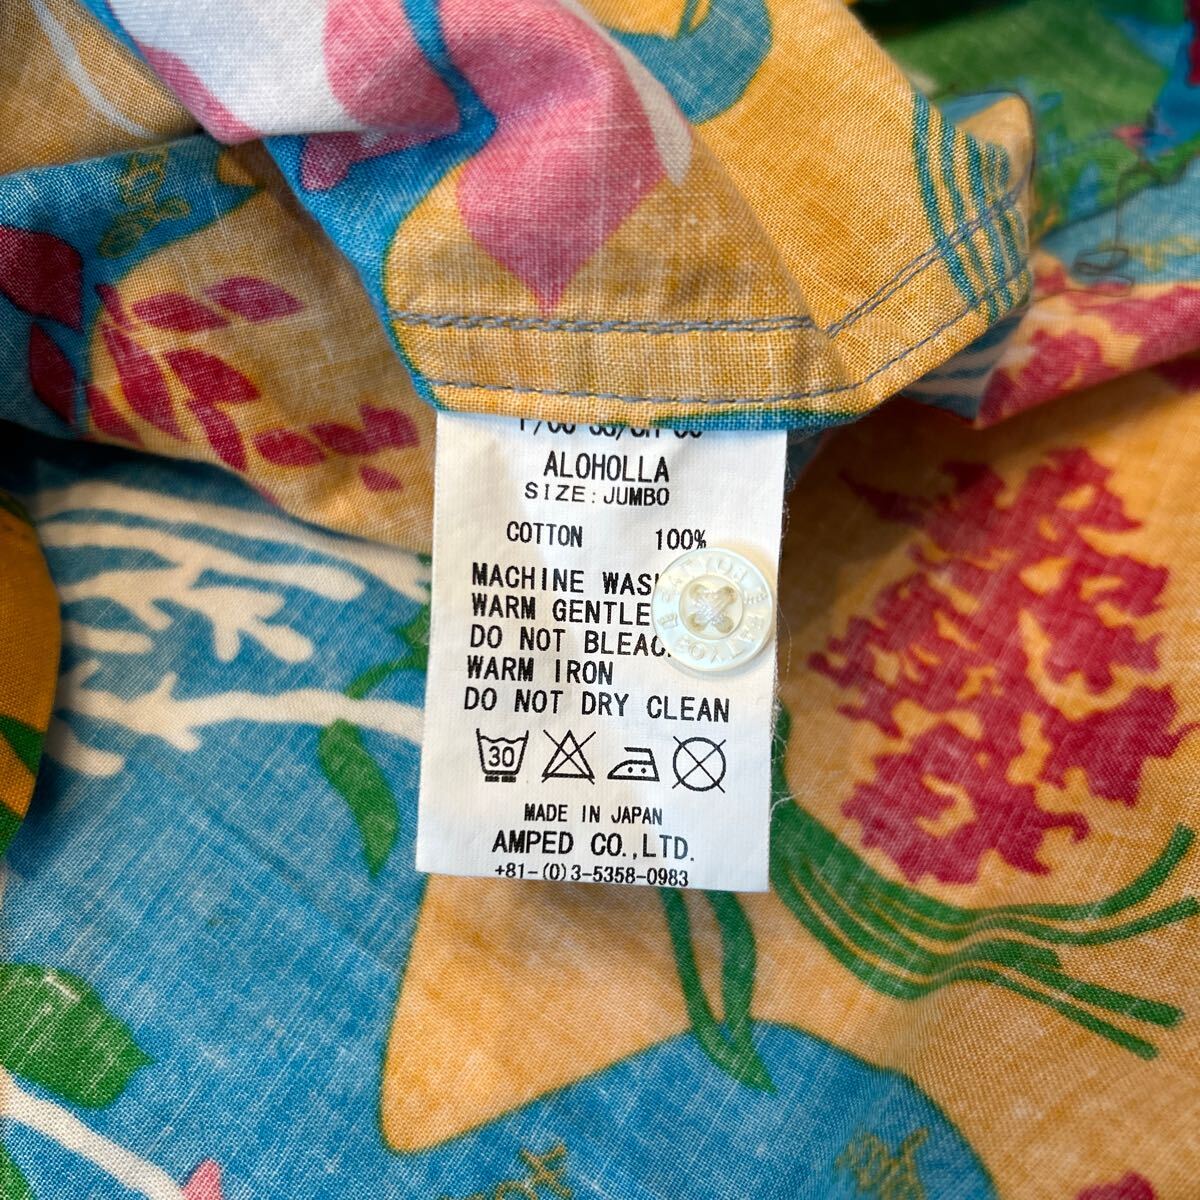 ALOHOLLA
SIZE:JUMBO
COTTON 100%
MACHINE WAS
WARM GENTLE
DO NOT BLEAC
WARM IRON
DO NOT DRY CLEAN
30
MADE IN JAPAN
AMPED CO.,LTD.
+81-(0)3-5358-0983